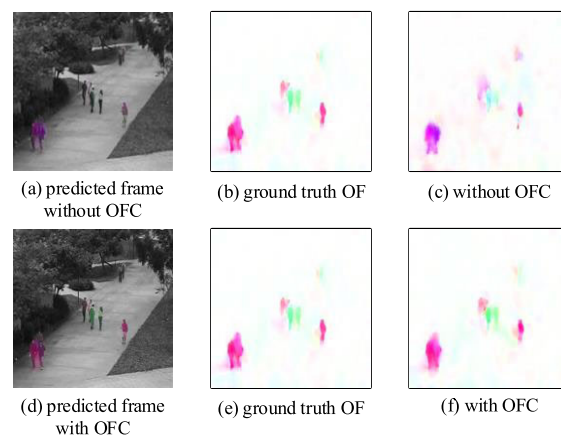 (a) predicted frame
without OFC
(b) ground truth OF
(c) without OFC
(d) predicted frame
with OFC
(e) ground truth OF
(f) with OFC